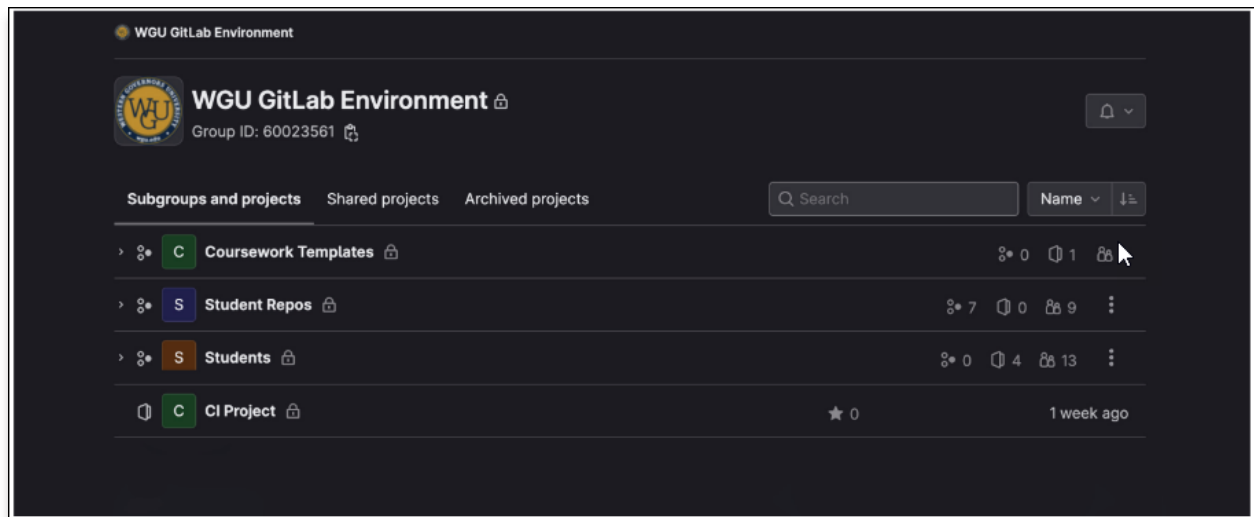 WGU GitLab Environment
WGU GitLab Environment
Group ID: 60023561
Subgroups and projects Shared projects Archived projects Search Name
C Coursework Templates 0 1
S Student Repos 7 0 9
S Students 0 4 13
C CI Project 0 1 week ago